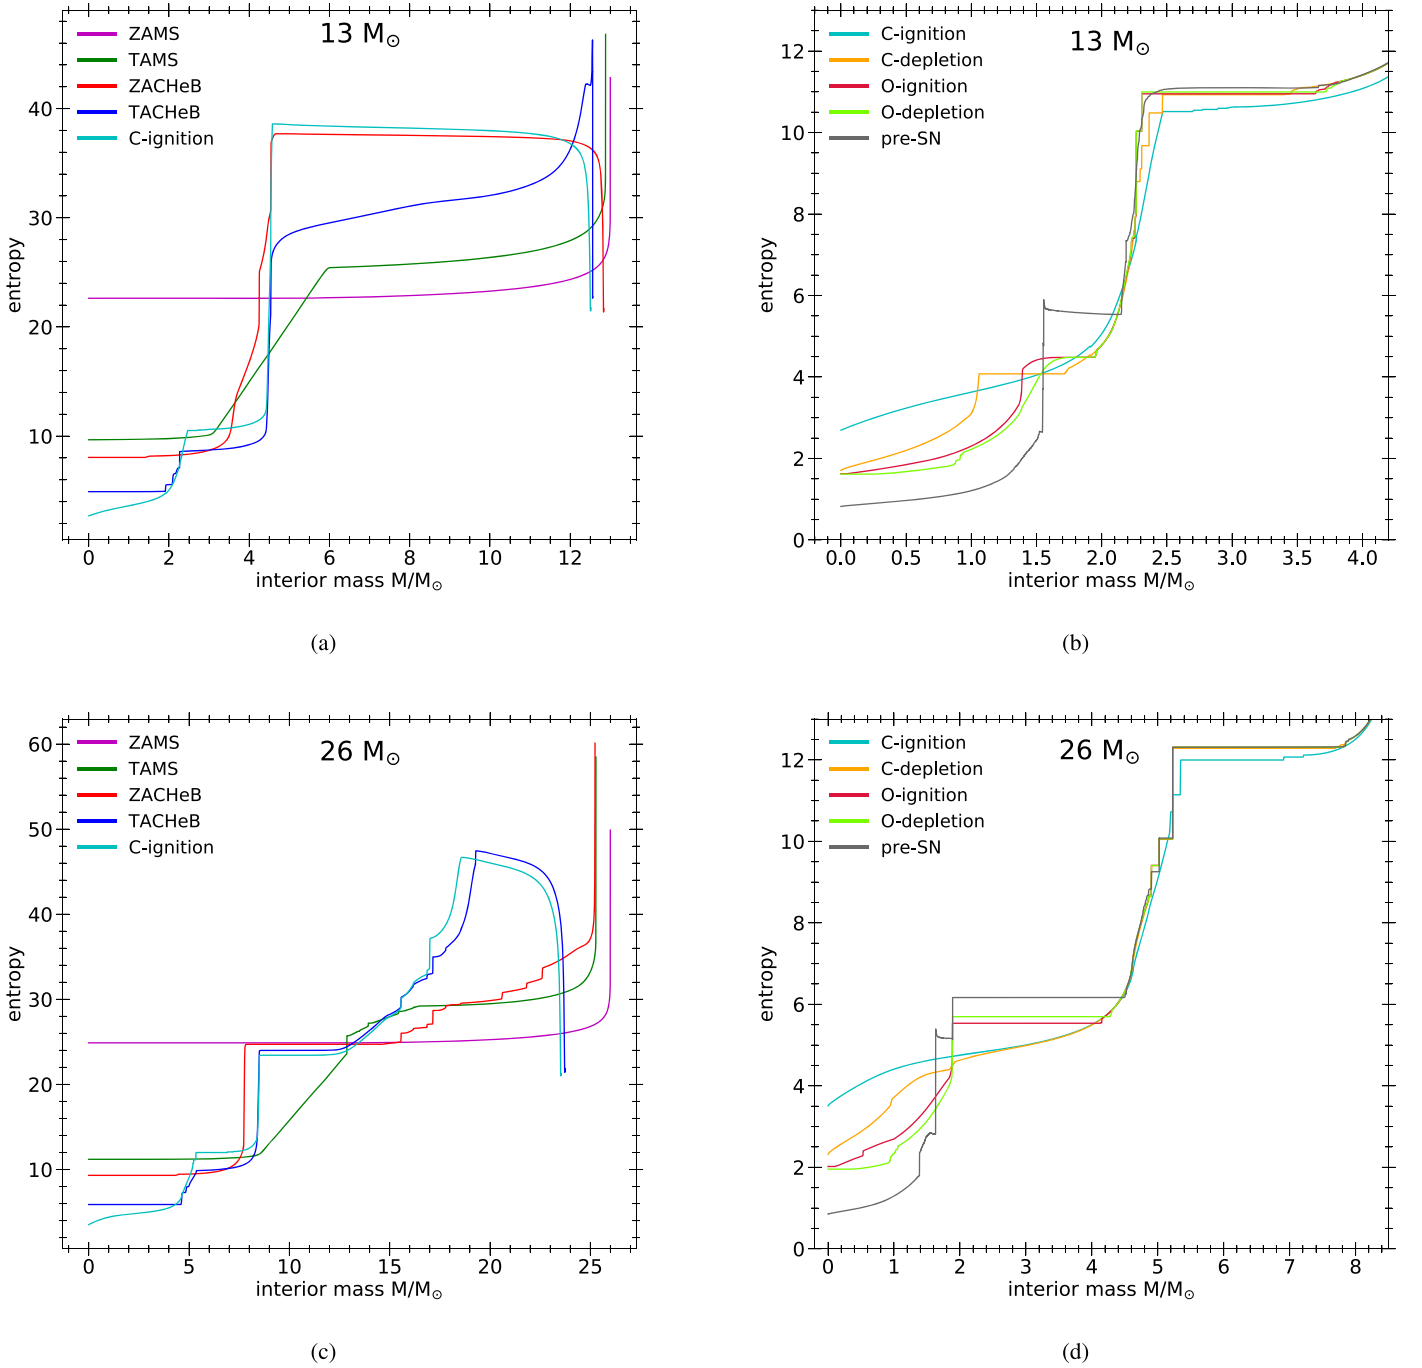 13 M⊙
ZAMS
TAMS
ZACHeB
TACHeB
C-ignition
40
30
20
10
entropy
0 2 4 6 8 10 12
interior mass M/M⊙
(a)
13 M⊙
C-ignition
C-depletion
O-ignition
O-depletion
pre-SN
12
10
8
6
4
2
0
entropy
0.0 0.5 1.0 1.5 2.0 2.5 3.0 3.5 4.0
interior mass M/M⊙
(b)
26 M⊙
ZAMS
TAMS
ZACHeB
TACHeB
C-ignition
60
50
40
30
20
10
entropy
0 5 10 15 20 25
interior mass M/M⊙
(c)
26 M⊙
C-ignition
C-depletion
O-ignition
O-depletion
pre-SN
12
10
8
6
4
2
0
entropy
0 1 2 3 4 5 6 7 8
interior mass M/M⊙
(d)